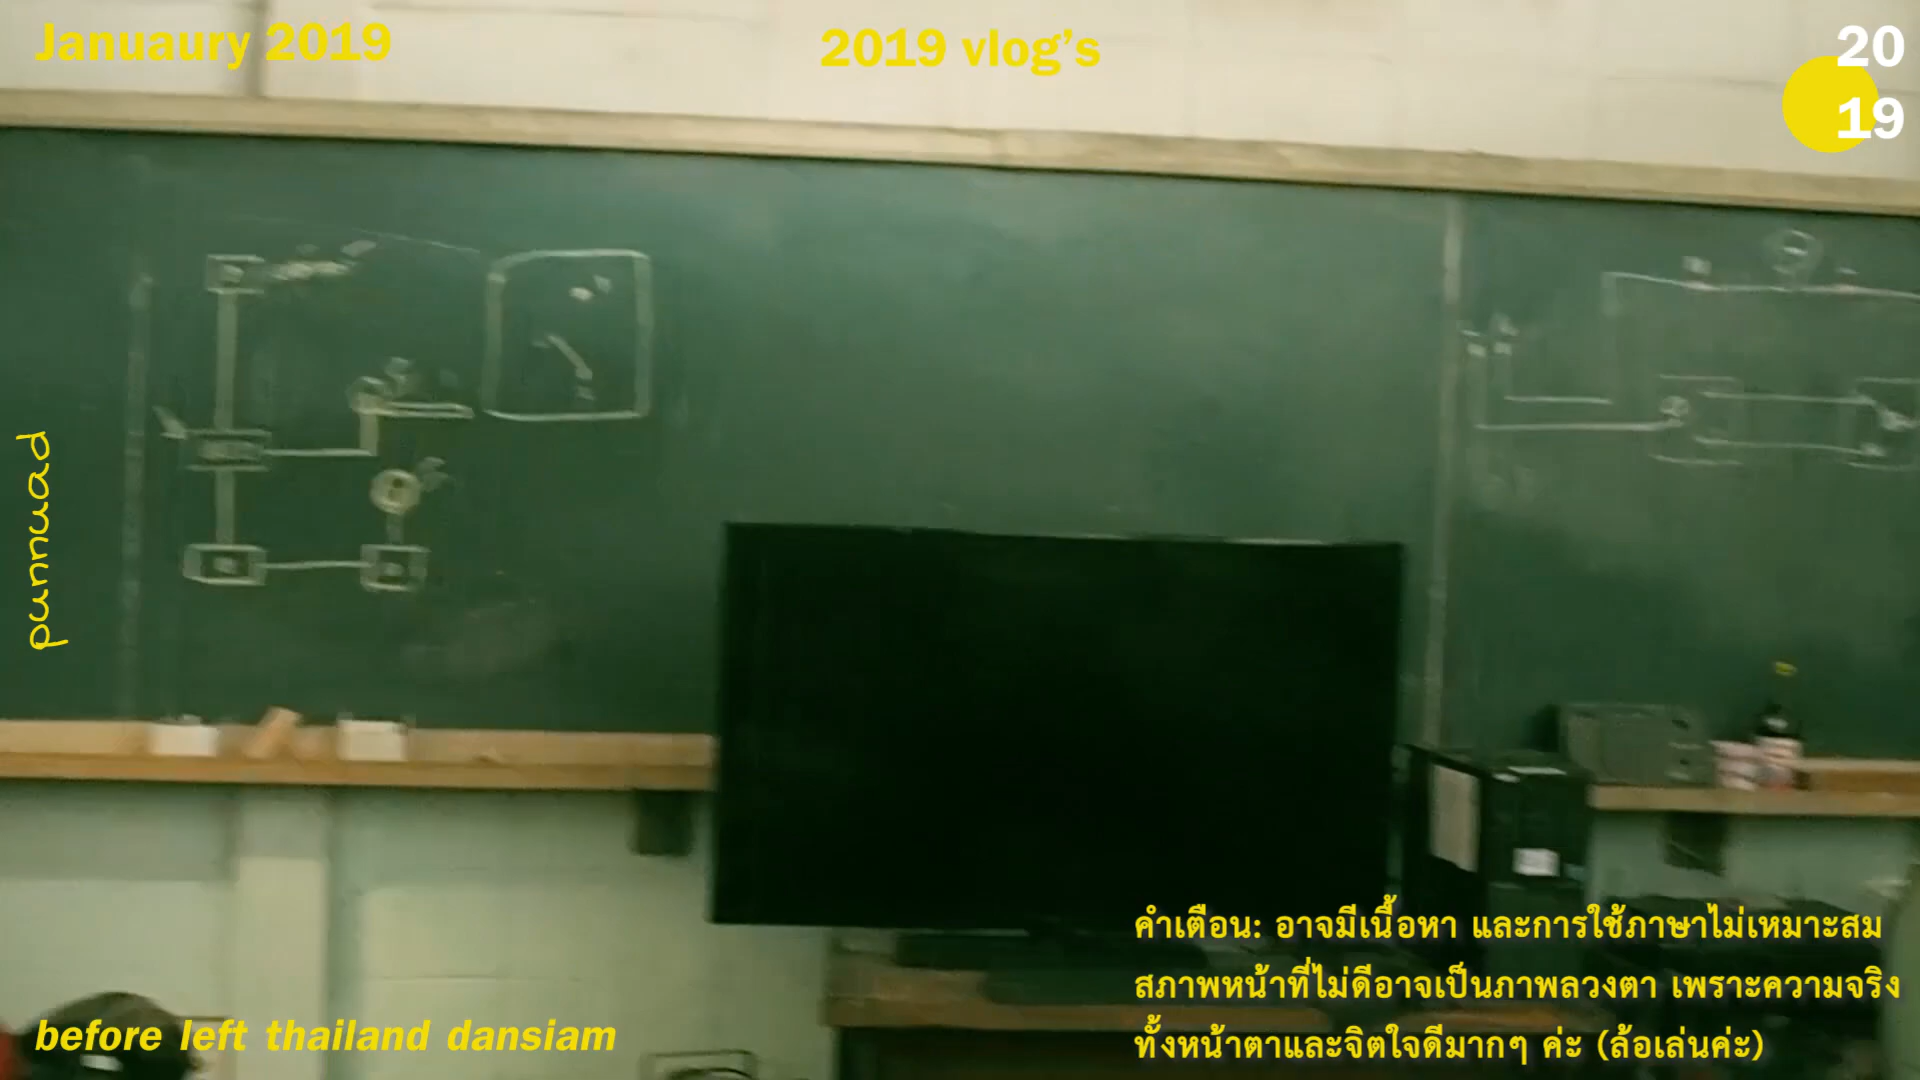 Januaury 2019
2019 vlog’s
20
19
punnuad
before left thailand dansiam
คำเตือน: อาจมีเนื้อหา และการใช้ภาษาไม่เหมาะสม
สภาพหน้าที่ไม่ดีอาจเป็นภาพลวงตา เพราะความจริง
ทั้งหน้าตาและจิตใจดีมากๆ ค่ะ (ล้อเล่นค่ะ)